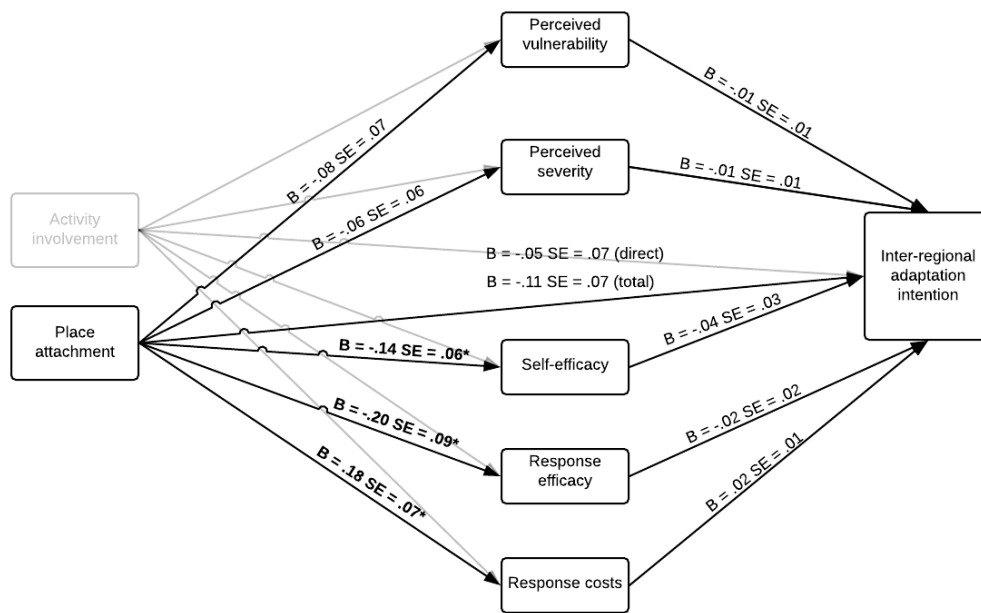 Perceived
vulnerability
B = -.01 SE = .01
B = -.08 SE = .07
Perceived
severity
B = -.01 SE = .01
B = -.06 SE = .06
Activity
involvement
B = -.05 SE = .07 (direct)
B = -.11 SE = .07 (total)
Inter-regional
adaptation
intention
Place
attachment
B = -.14 SE = .06*
Self-efficacy
B = -.04 SE = .03
B = -.20 SE = .09*
Response
efficacy
B = -.02 SE = .02
B = .18 SE = .07*
Response costs
B = .02 SE = .01